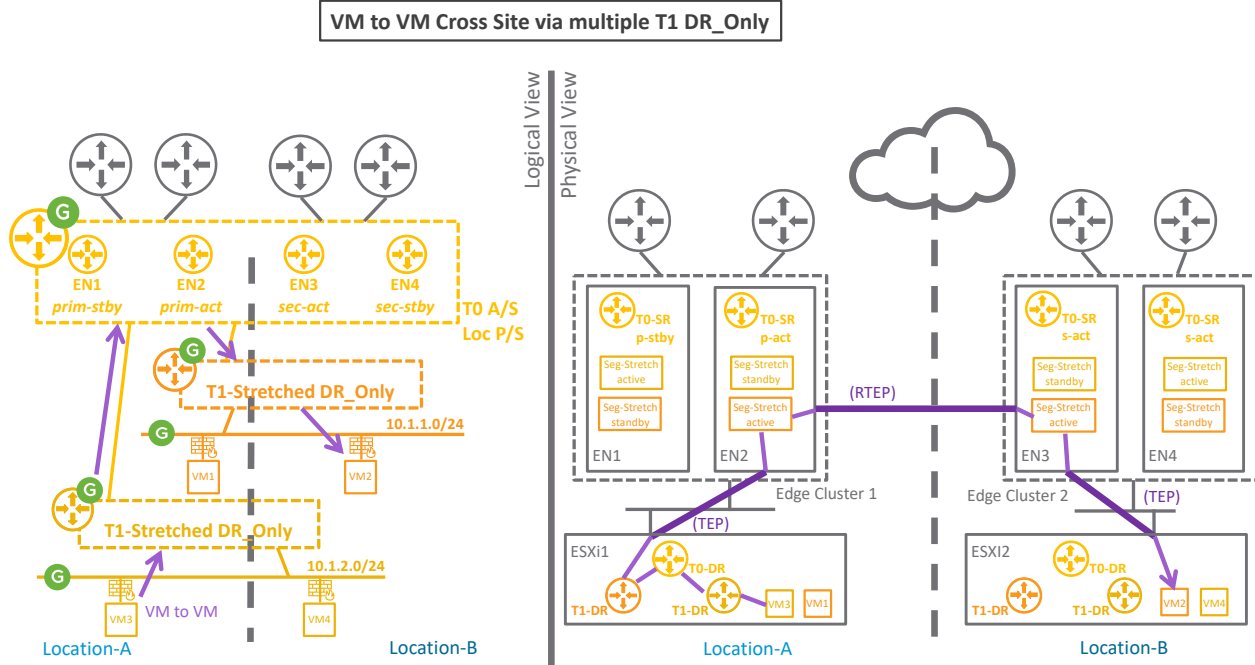 VM to VM Cross Site via multiple T1 DR_Only
Logical View
Physical View
G
EN1
EN2
EN3
EN4
prim-stby
prim-act
sec-act
sec-stby
T0 A/S
Loc P/S
G
T1-Stretched DR_Only
G
10.1.1.0/24
VM1
VM2
G
T1-Stretched DR_Only
G
10.1.2.0/24
VM3
VM to VM
VM4
Location-A
Location-B
T0-SR
p-stby
Seg-Stretch
active
Seg-Stretch
standby
EN1
T0-SR
p-act
Seg-Stretch
standby
Seg-Stretch
active
EN2
(RTEP)
T0-SR
s-act
Seg-Stretch
standby
Seg-Stretch
active
EN3
T0-SR
s-act
Seg-Stretch
active
Seg-Stretch
standby
EN4
Edge Cluster 1
(TEP)
Edge Cluster 2
(TEP)
ESXi1
T0-DR
T1-DR
T1-DR
VM3
VM1
ESXI2
T0-DR
T1-DR
T1-DR
VM2
VM4
Location-A
Location-B